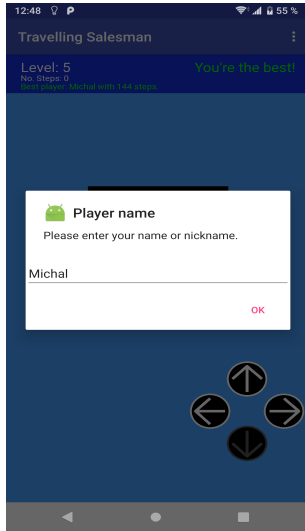 12:48 55 %
Travelling Salesman
Level: 5 You're the best!
No. Steps: 0
Best player: Michal with 144 steps.
Player name
Please enter your name or nickname.
Michal
OK